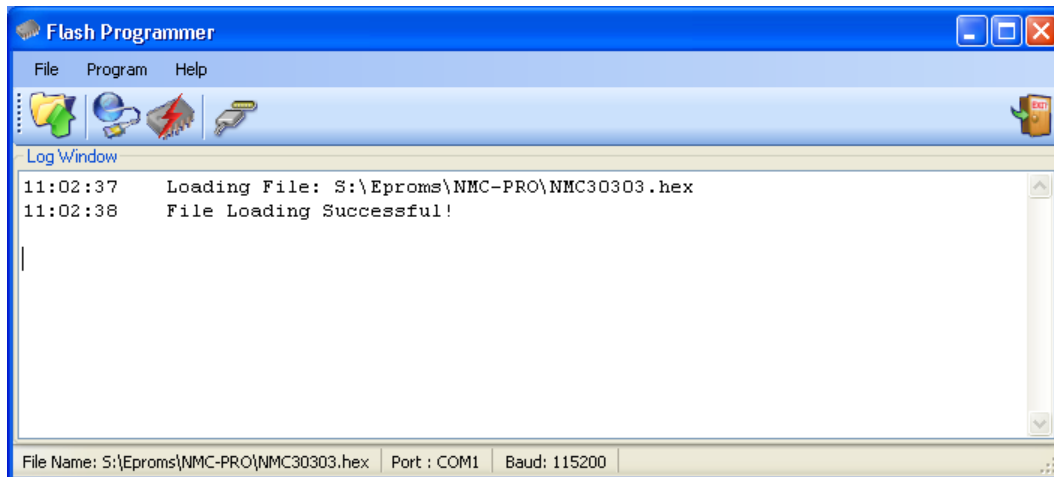 Flash Programmer
File Program Help
EXIT
Log Window
11:02:37 Loading File: S:\Eproms\NMC-PRO\NMC30303.hex
11:02:38 File Loading Successful!
File Name: S:\Eproms\NMC-PRO\NMC30303.hex Port : COM1 Baud: 115200